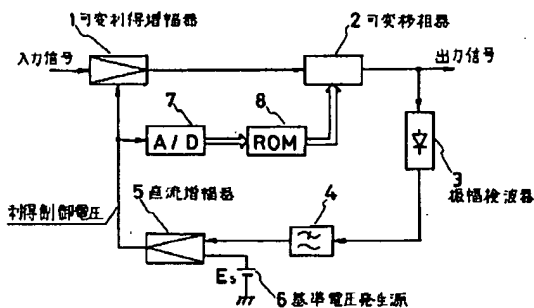 1 可変利得増幅器
2 可変移相器
入力信号
出力信号
7
8
A/D
ROM
3
振幅検波器
利得制御電圧
5 直流増幅器
4
Es
6 基準電圧発生源